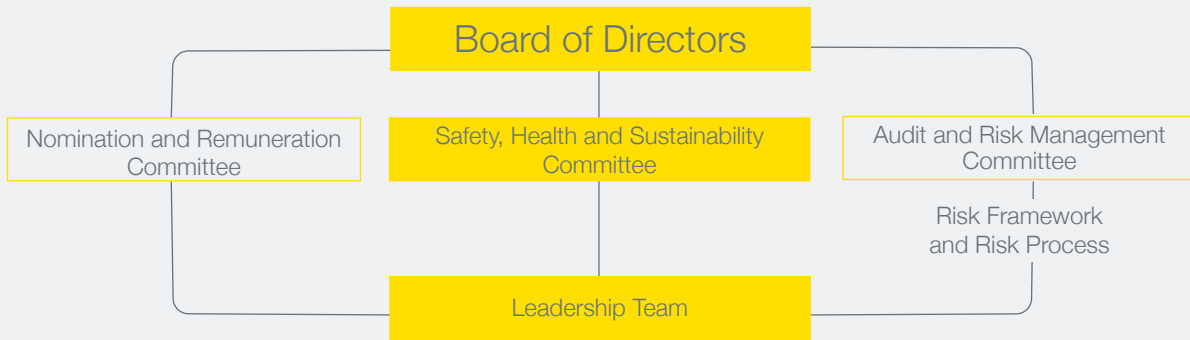 Board of Directors
Nomination and Remuneration
Committee
Safety, Health and Sustainability
Committee
Audit and Risk Management
Committee
Risk Framework
and Risk Process
Leadership Team